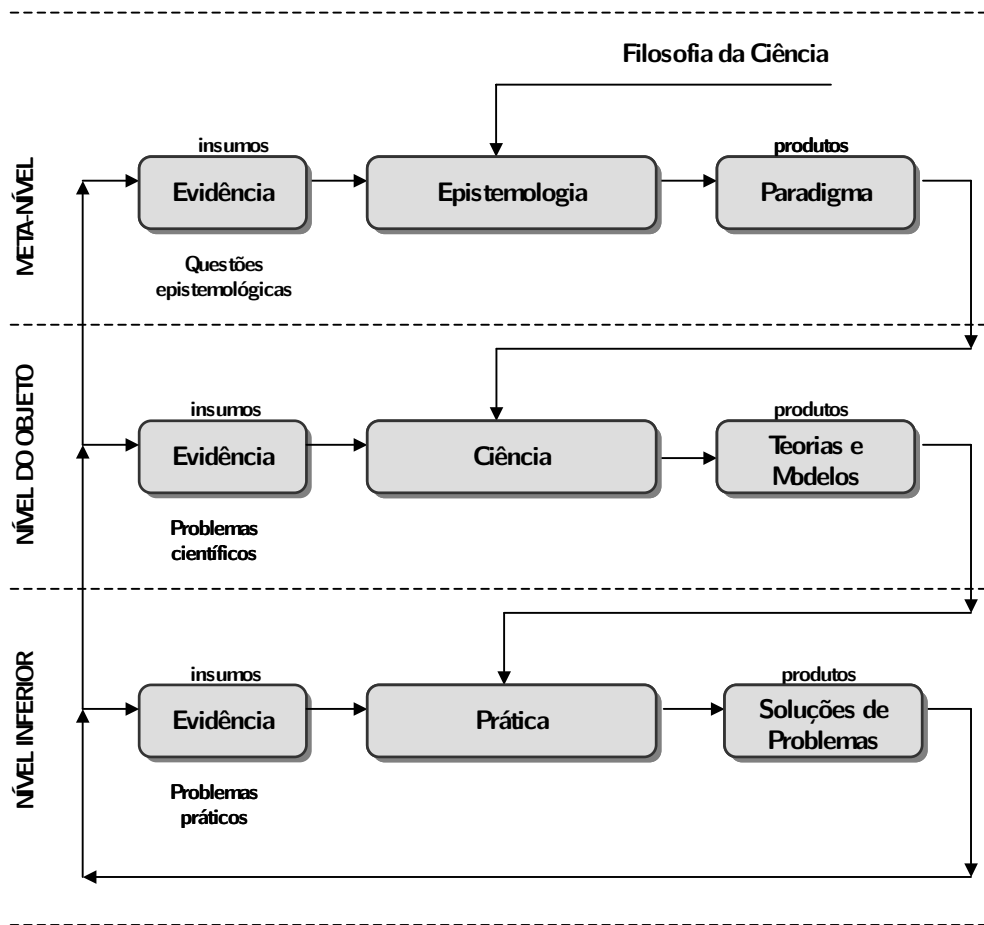 Filosofia da Ciência
META-NÍVEL
insumos
produtos
Evidência
Epistemologia
Paradigma
Questões
epistemológicas
NÍVEL DO OBJETO
insumos
produtos
Evidência
Ciência
Teorias e
Modelos
Problemas
científicos
NÍVEL INFERIOR
insumos
produtos
Evidência
Prática
Soluções de
Problemas
Problemas
práticos